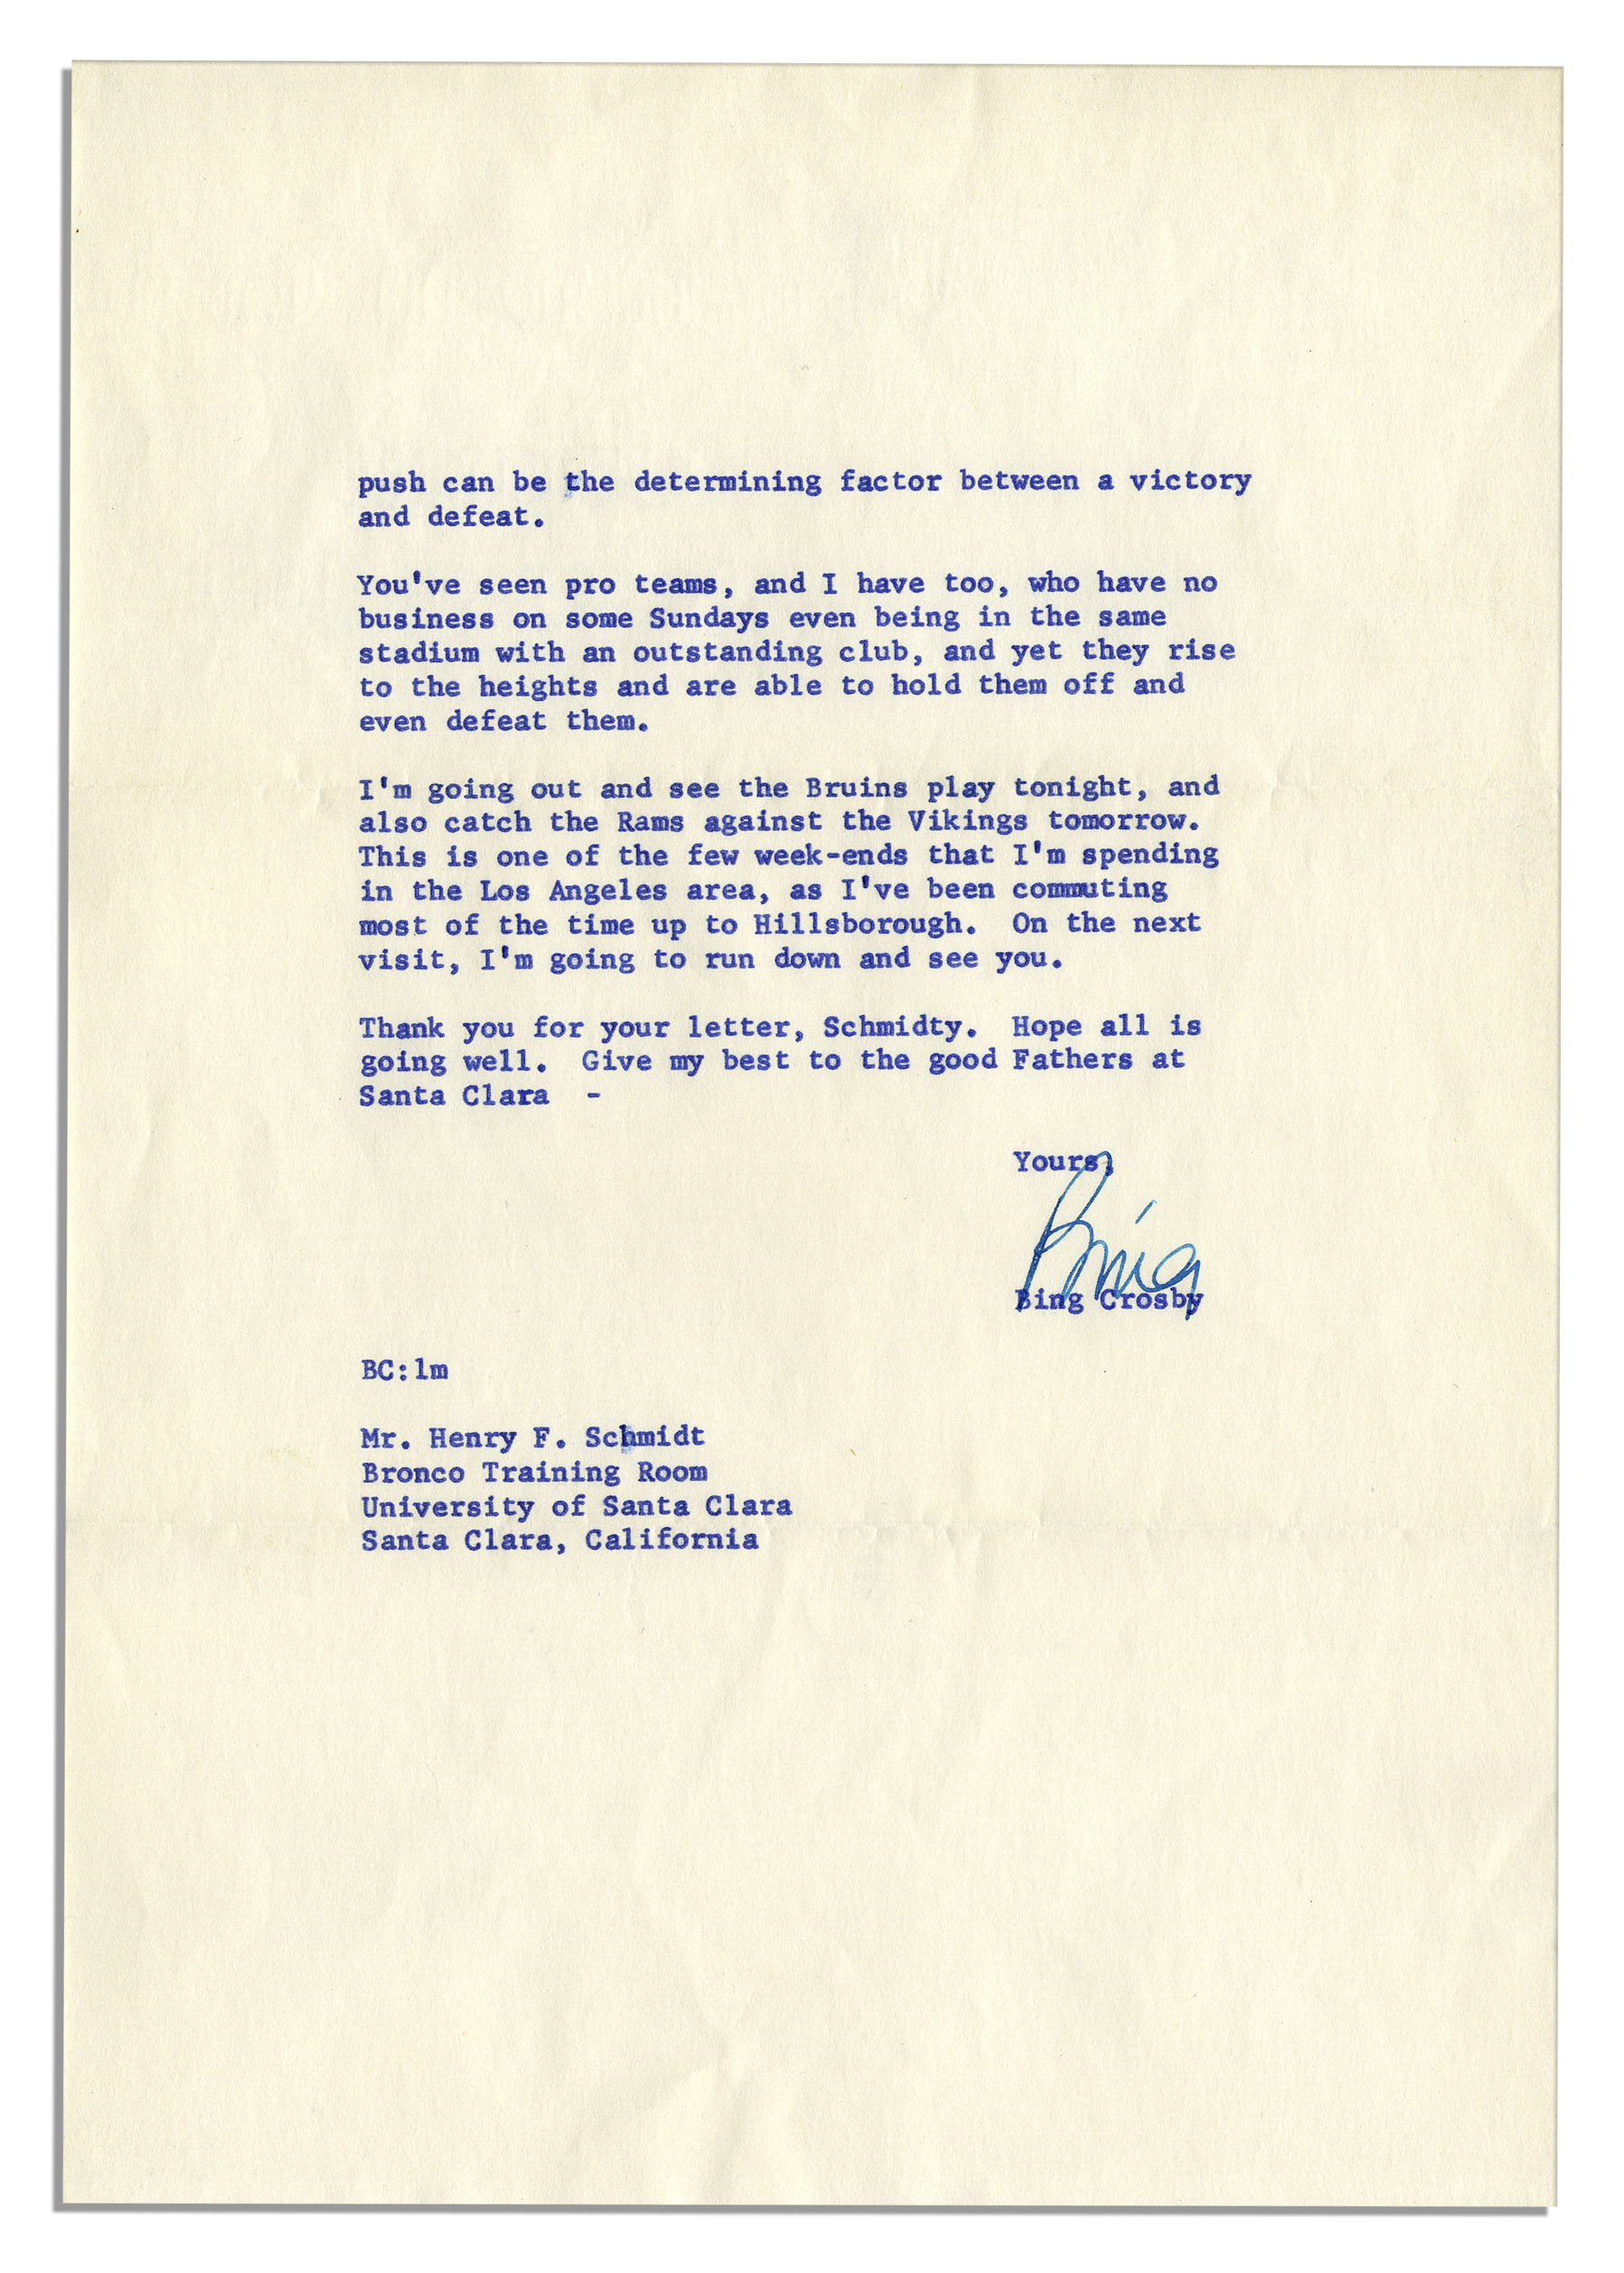 push can be the determining factor between a victory
and defeat.
You've seen pro teams, and I have too, who have no
business on some Sundays even being in the same
stadium with an outstanding club, and yet they rise
to the heights and are able to hold them off and
even defeat them.
I'm going out and see the Bruins play tonight, and
also catch the Rams against the Vikings tomorrow.
This is one of the few week-ends that I'm spending
in the Los Angeles area, as I've been commuting
most of the time up to Hillsborough.  On the next
visit, I'm going to run down and see you.
Thank you for your letter, Schmidty.  Hope all is
going well.  Give my best to the good Fathers at
Santa Clara  -
Yours,
Bing
Bing Crosby
BC:lm
Mr. Henry F. Schmidt
Bronco Training Room
University of Santa Clara
Santa Clara, California